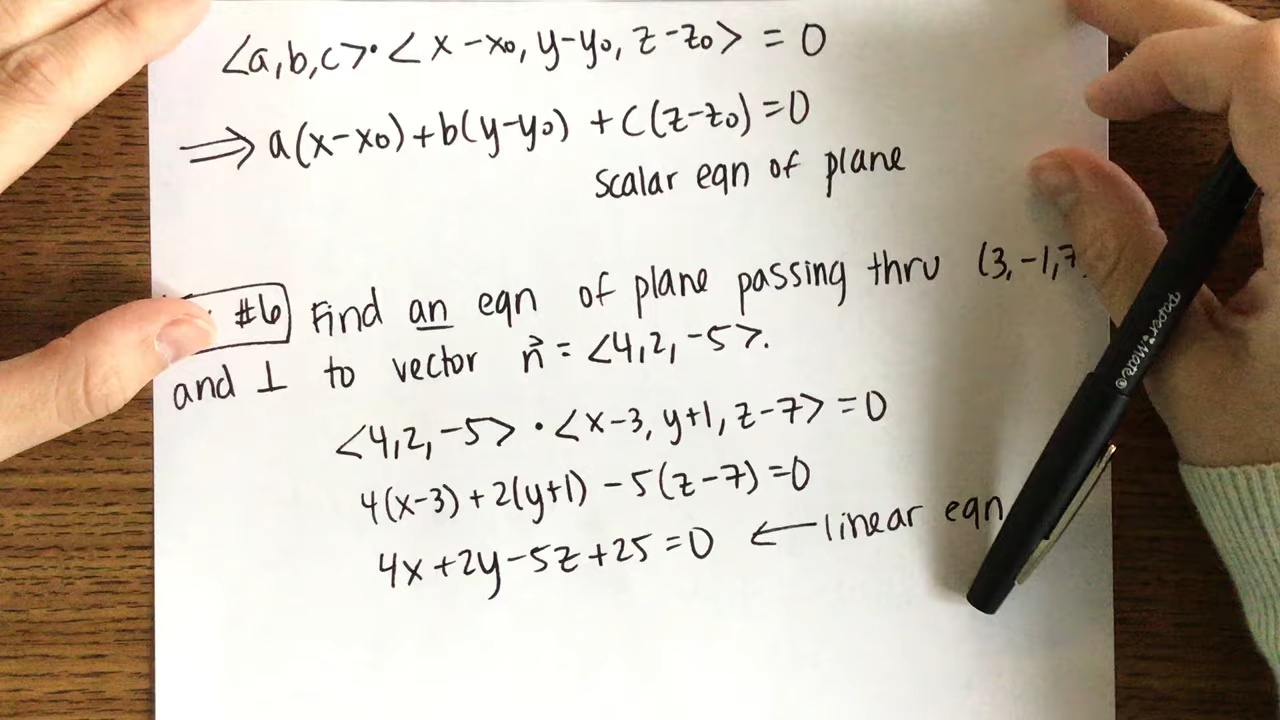 <a,b,c>·<x-x₀, y-y₀, z-z₀> = 0
⟹ a(x-x₀)+b(y-y₀) + c(z-z₀) = 0
scalar eqn of plane
#6 Find an eqn of plane passing thru (3,-1,7
and ⊥ to vector n⃗ = <4,2,-5>.
<4,2,-5> · <x-3, y+1, z-7> = 0
4(x-3)+2(y+1) -5(z-7)=0
4x+2y-5z+25=0 ← linear eqn
paper Mate